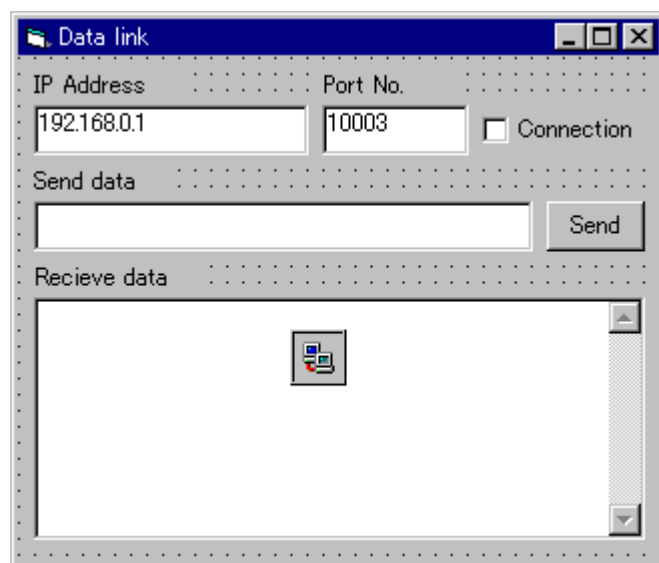 Data link
IP Address Port No.
192.168.0.1 10003 Connection
Send data
Send
Recieve data